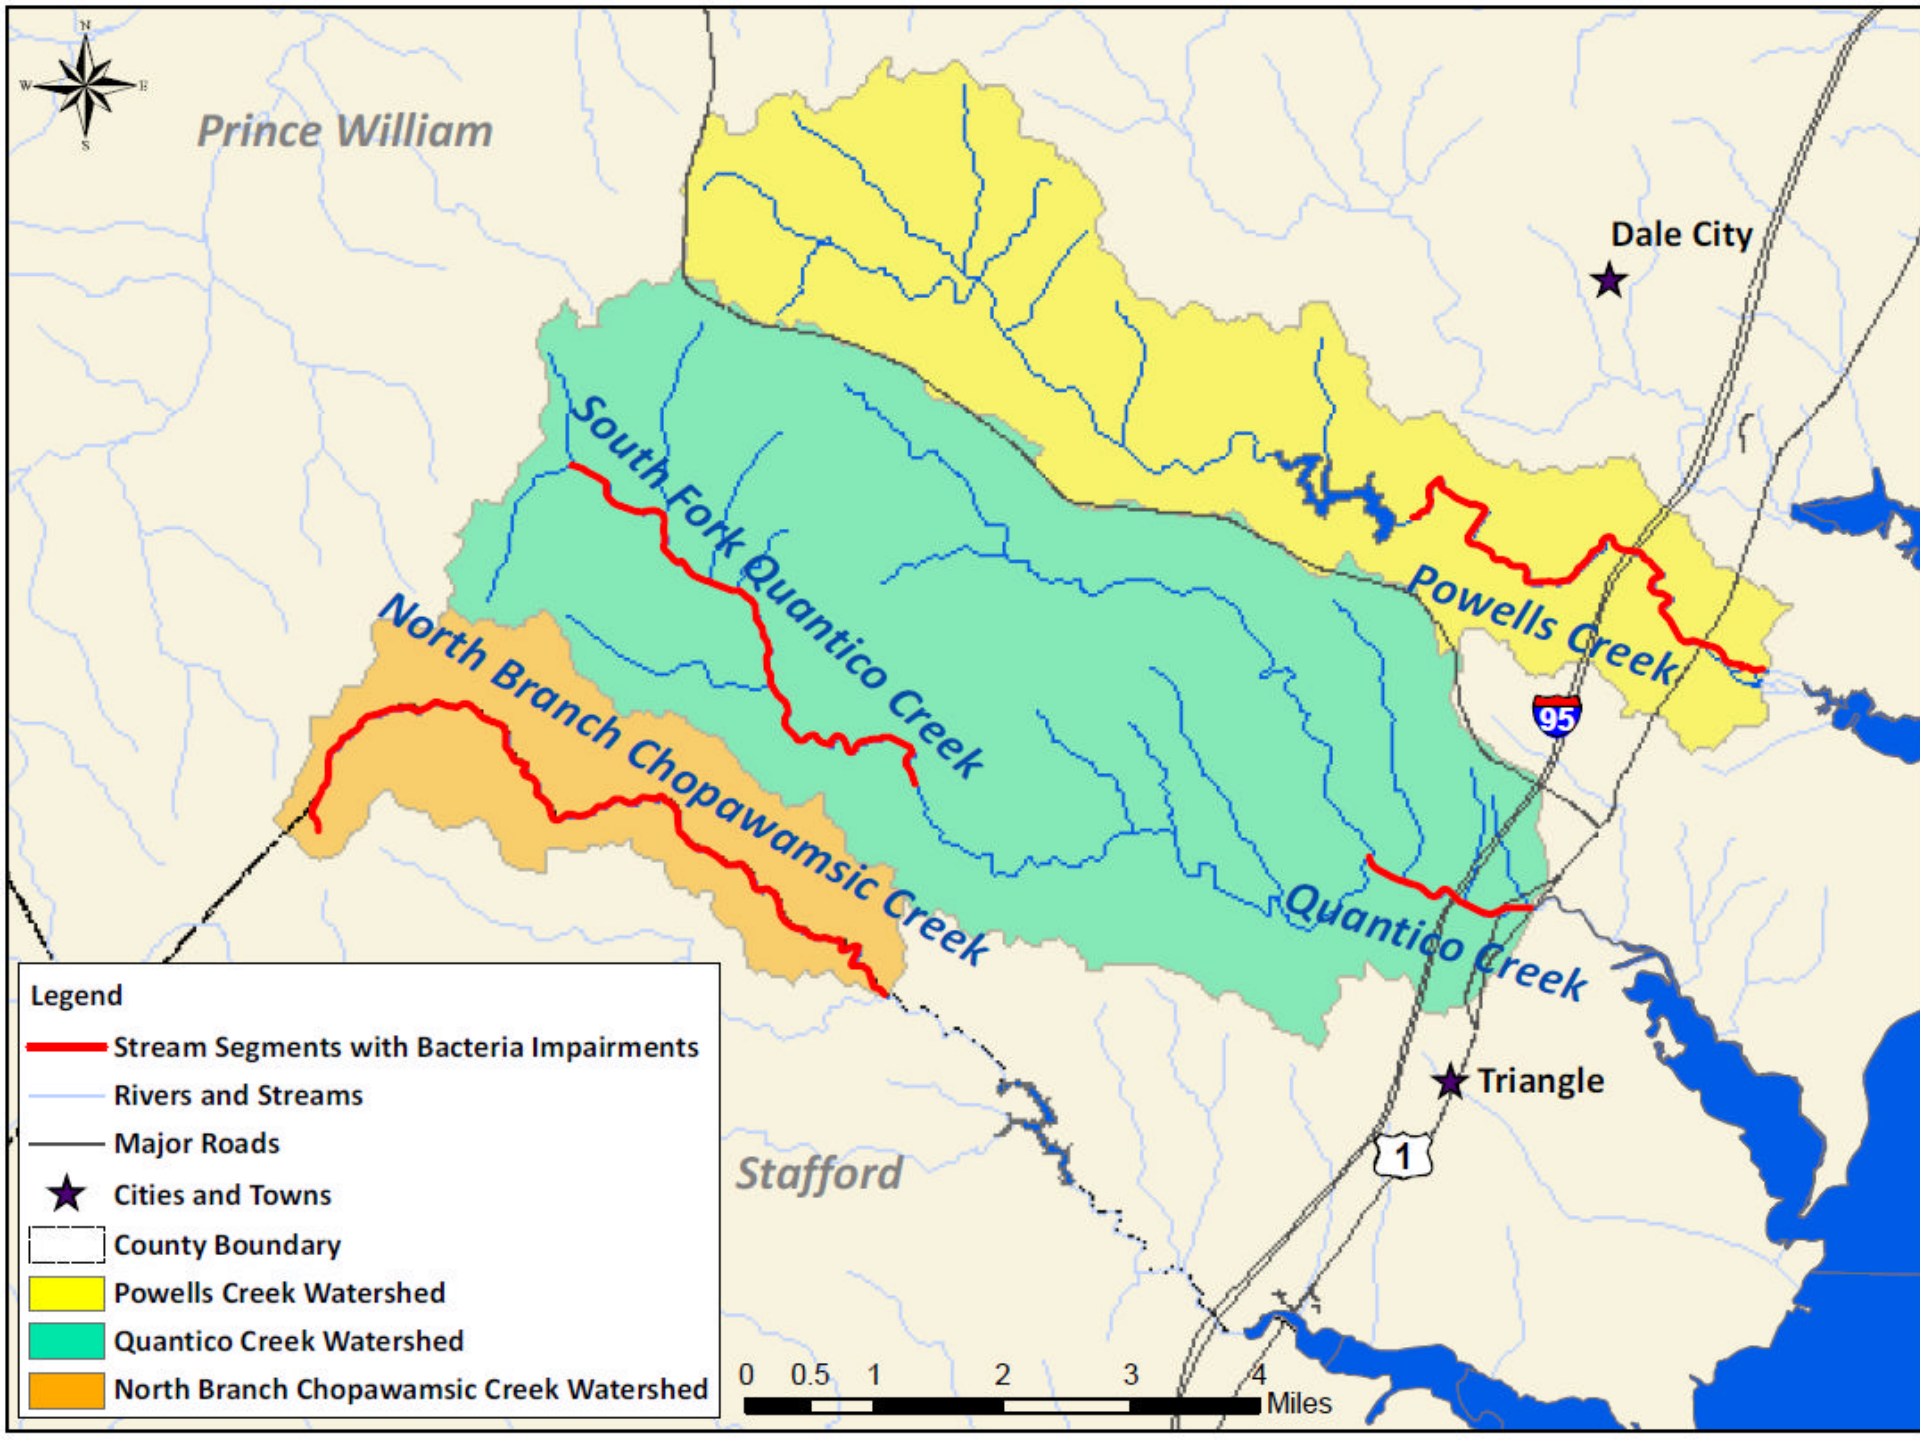 N
W
E
S
Prince William
Dale City
South Fork Quantico Creek
North Branch Chopawamsic Creek
Powells Creek
95
Quantico Creek
Triangle
1
Stafford
Legend
Stream Segments with Bacteria Impairments
Rivers and Streams
Major Roads
Cities and Towns
County Boundary
Powells Creek Watershed
Quantico Creek Watershed
North Branch Chopawamsic Creek Watershed
0 0.5 1 2 3 4
Miles